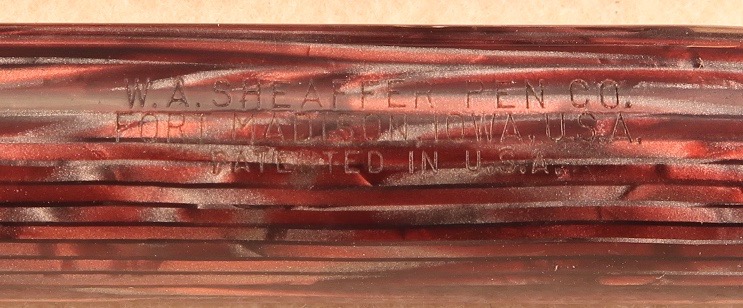 W.A. SHEAFFER PEN CO.
FORT MADISON, IOWA, U.S.A.
PATENTED IN U.S.A.